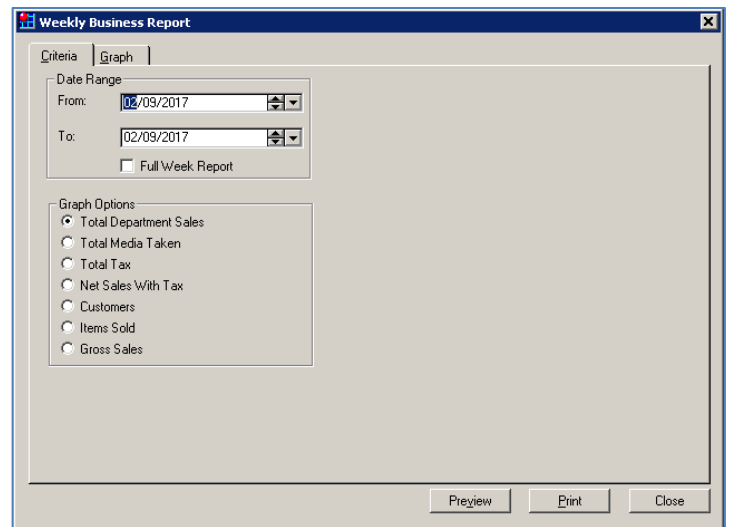 Weekly Business Report
Criteria Graph
Date Range
From: 02/09/2017
To: 02/09/2017
Full Week Report
Graph Options
Total Department Sales
Total Media Taken
Total Tax
Net Sales With Tax
Customers
Items Sold
Gross Sales
Preview Print Close